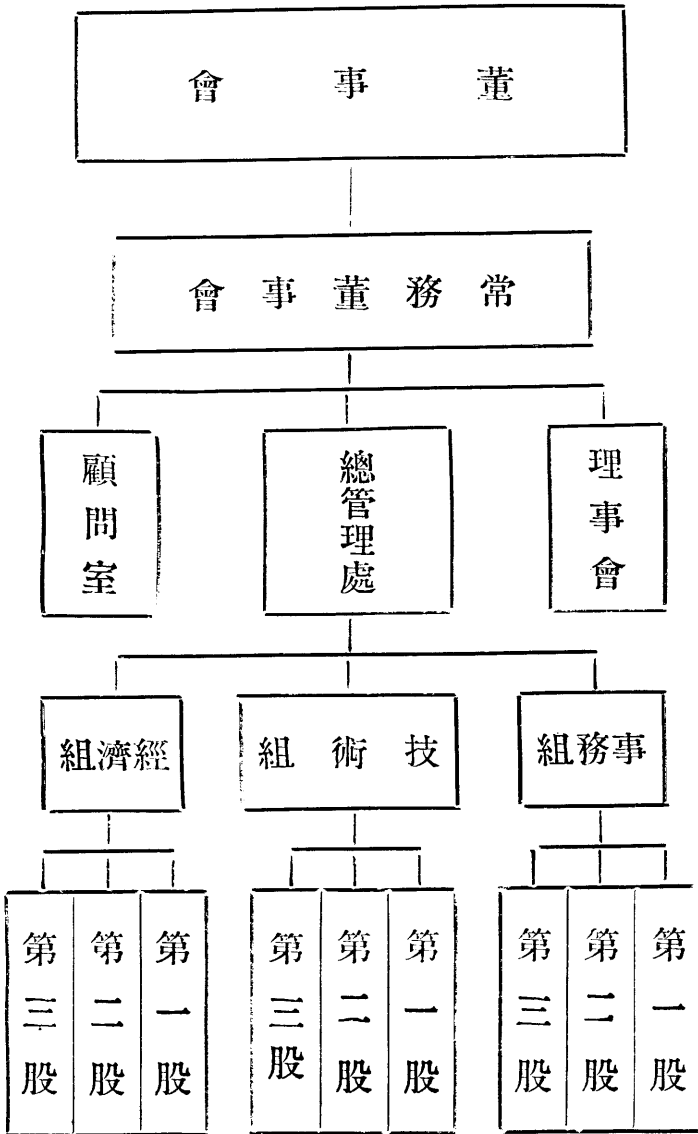 董事會
常務董事會
理事會
總管理處
顧問室
事務組
技術組
經濟組
第一股
第二股
第三股
第一股
第二股
第三股
第一股
第二股
第三股